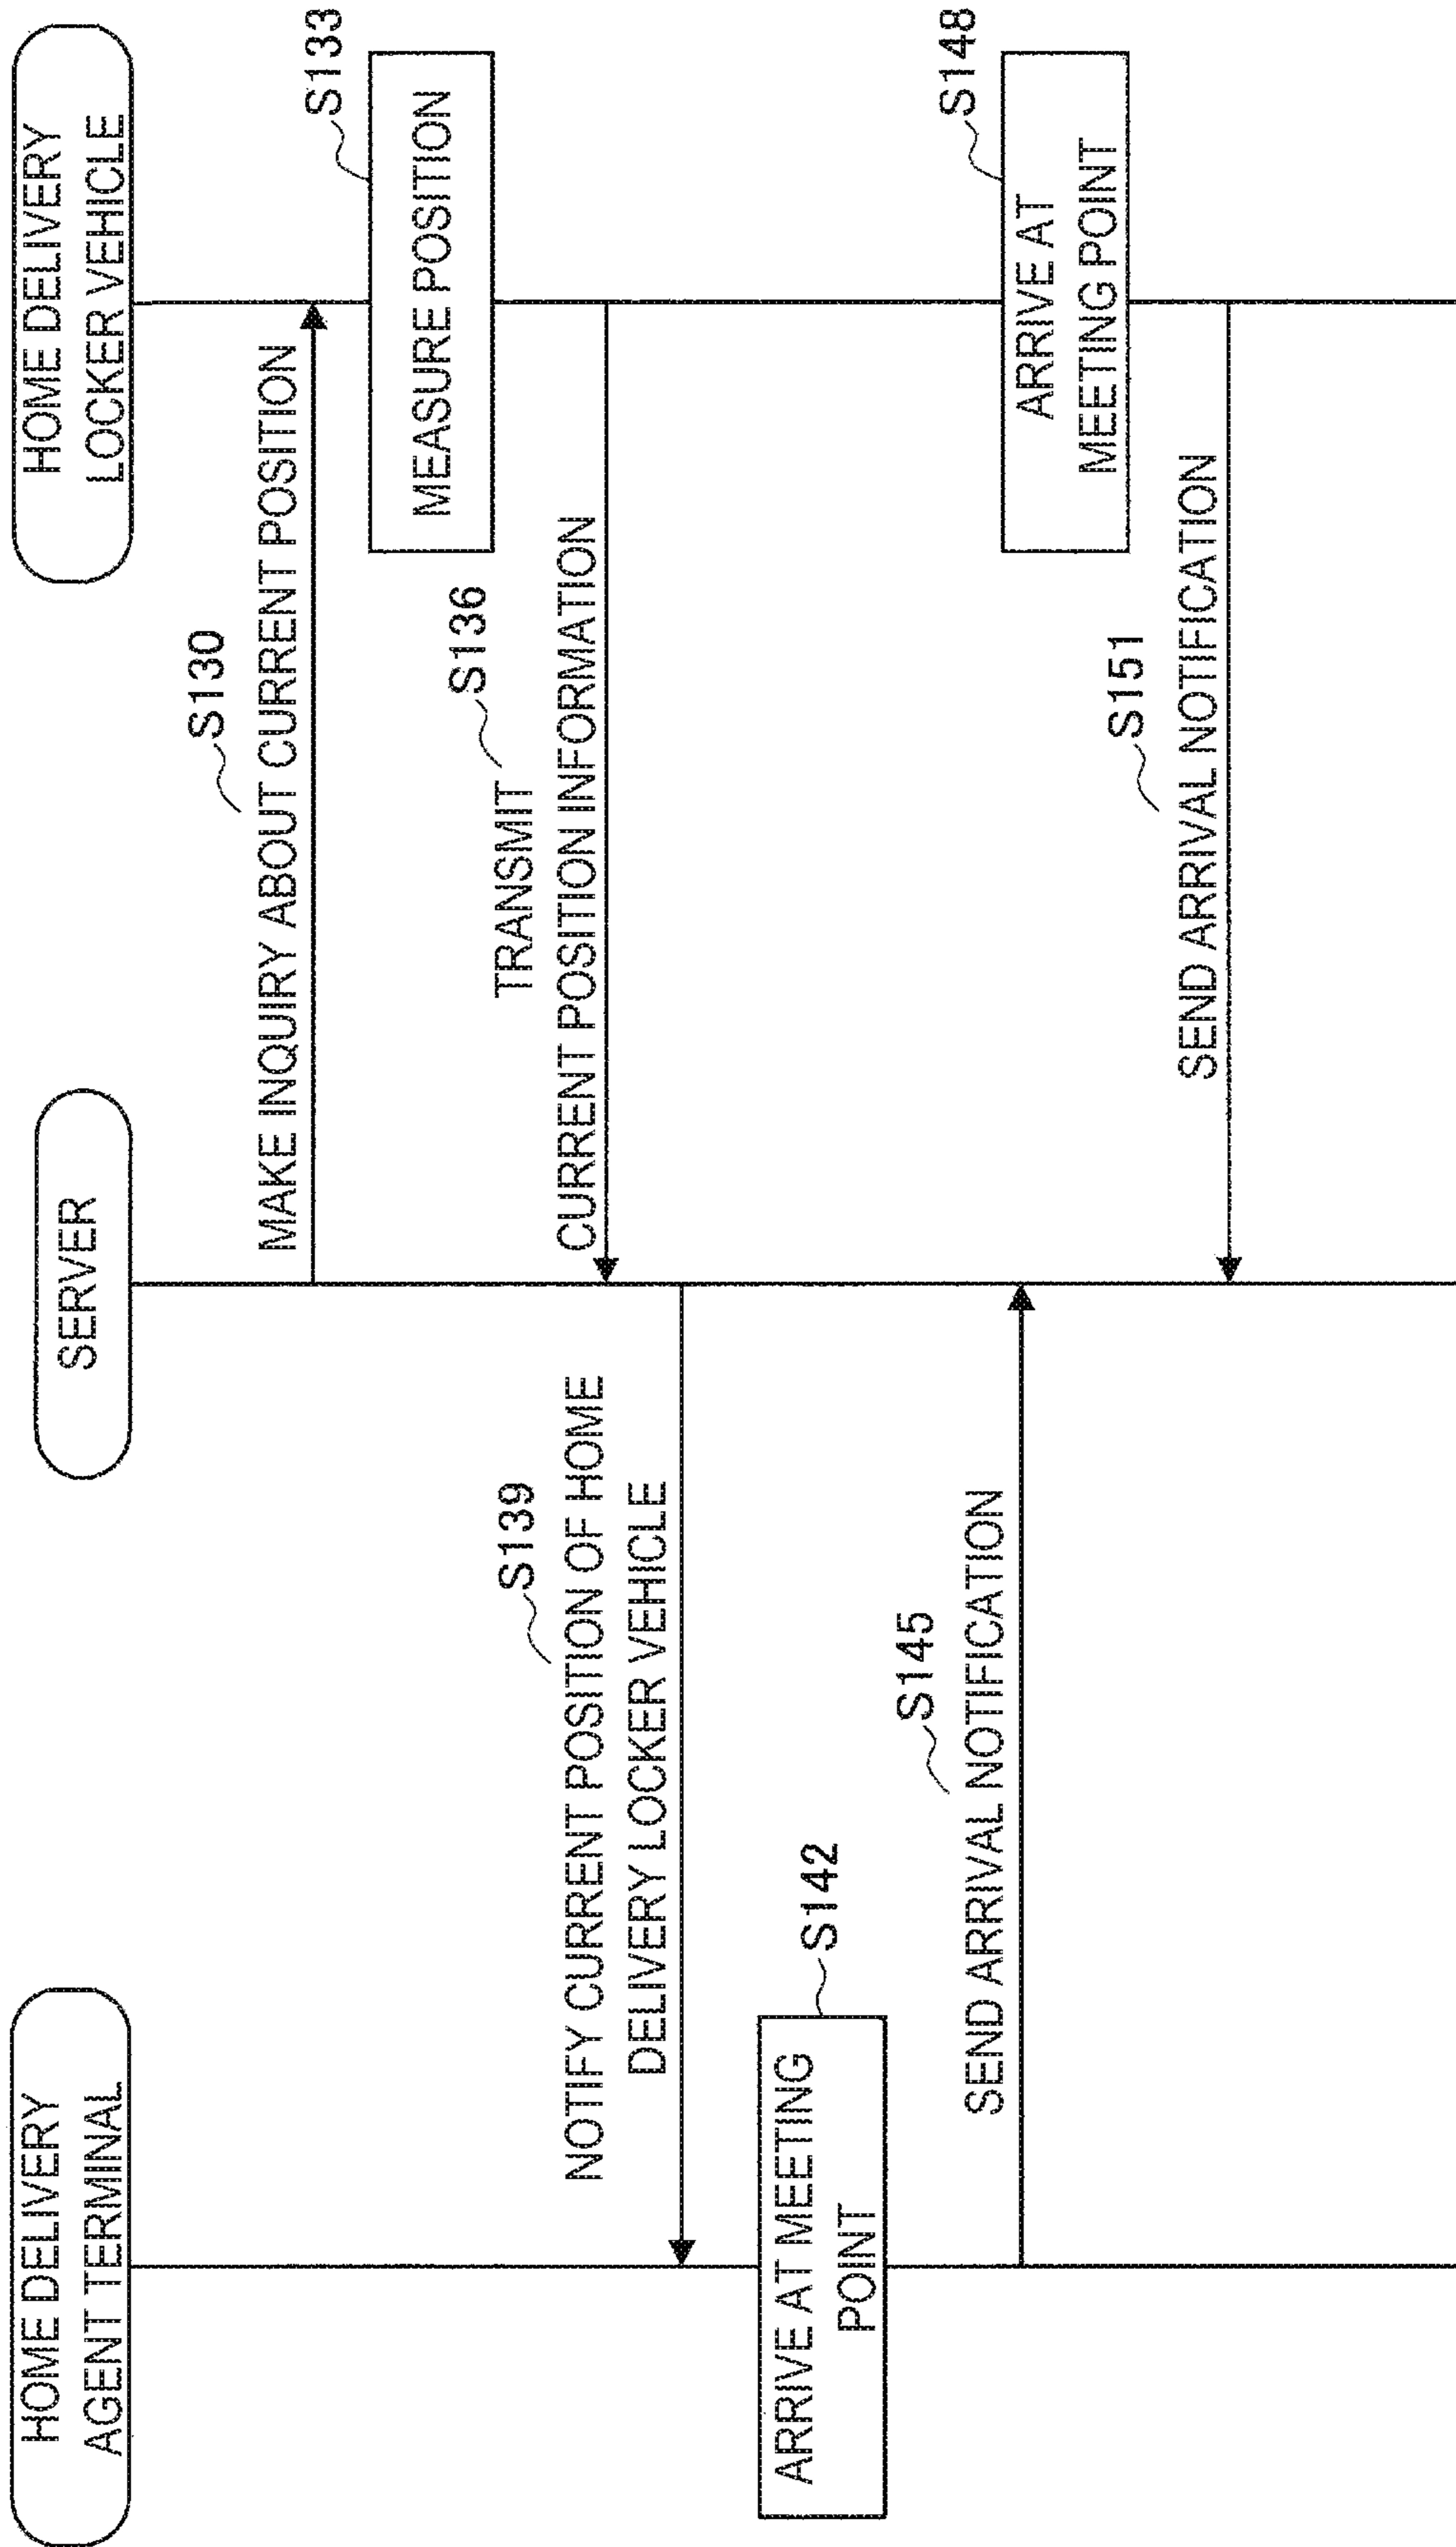 HOME DELIVERY
AGENT TERMINAL
SERVER
HOME DELIVERY
LOCKER VEHICLE
S130
MAKE INQUIRY ABOUT CURRENT POSITION
S133
MEASURE POSITION
S136
TRANSMIT
CURRENT POSITION INFORMATION
S139
NOTIFY CURRENT POSITION OF HOME
DELIVERY LOCKER VEHICLE
S142
ARRIVE AT MEETING
POINT
S145
SEND ARRIVAL NOTIFICATION
S148
ARRIVE AT
MEETING POINT
S151
SEND ARRIVAL NOTIFICATION